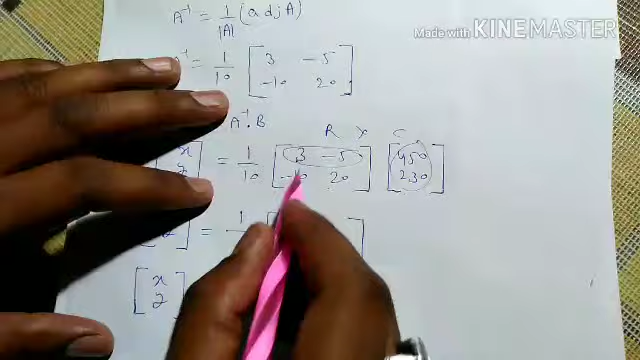 A⁻¹ = 1/|A| (adj A)
Made with KINEMASTER
⁻¹ = 1/10 [3 -5; -10 20]
A⁻¹.B
R X C
x = 1/10 [3 -5; -10 20] [450; 230]
= 1
[x; y]